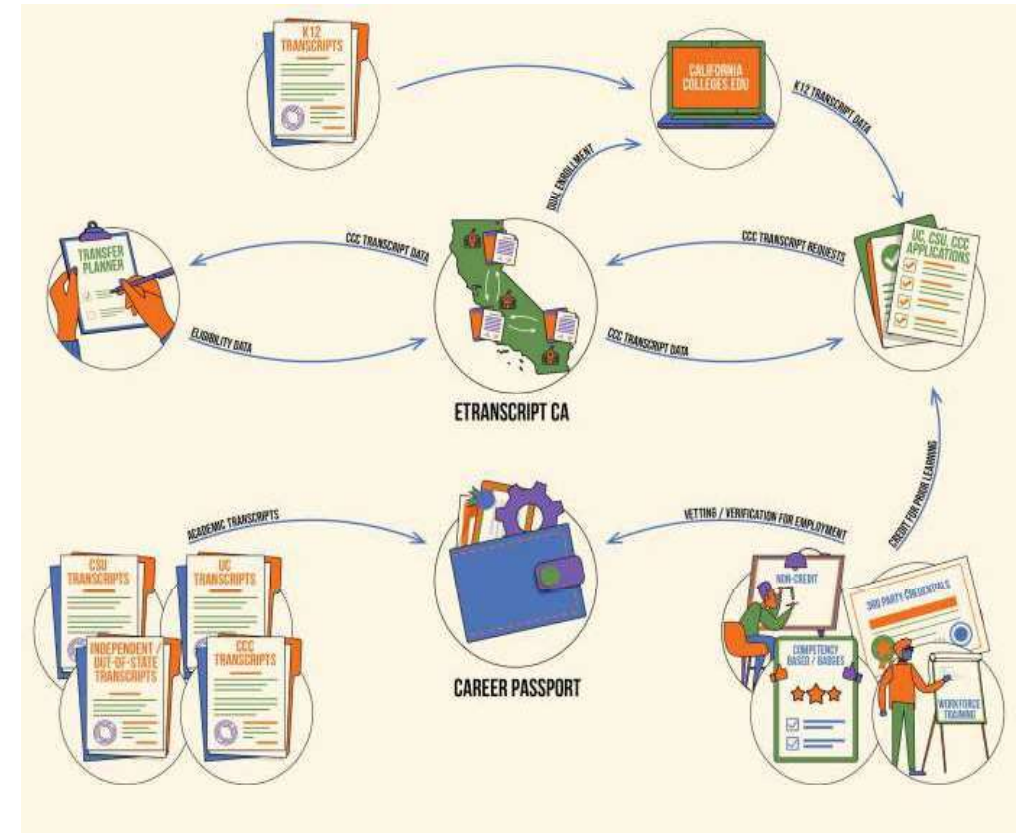 K12
TRANSCRIPTS
CALIFORNIA
COLLEGES.EDU
K12 TRANSCRIPT DATA
DUAL ENROLLMENT
TRANSFER
PLANNER
CCC TRANSCRIPT DATA
CCC TRANSCRIPT REQUESTS
UC, CSU, CCC
APPLICATIONS
ELIGIBILITY DATA
CCC TRANSCRIPT DATA
ETRANSCRIPT CA
CREDIT FOR PRIOR LEARNING
ACADEMIC TRANSCRIPTS
VETTING / VERIFICATION FOR EMPLOYMENT
CSU
TRANSCRIPTS
UC
TRANSCRIPTS
INDEPENDENT /
OUT-OF-STATE
TRANSCRIPTS
CCC
TRANSCRIPTS
CAREER PASSPORT
NON-CREDIT
3RD PARTY CREDENTIALS
COMPETENCY
BASED / BADGES
WORKFORCE
TRAINING